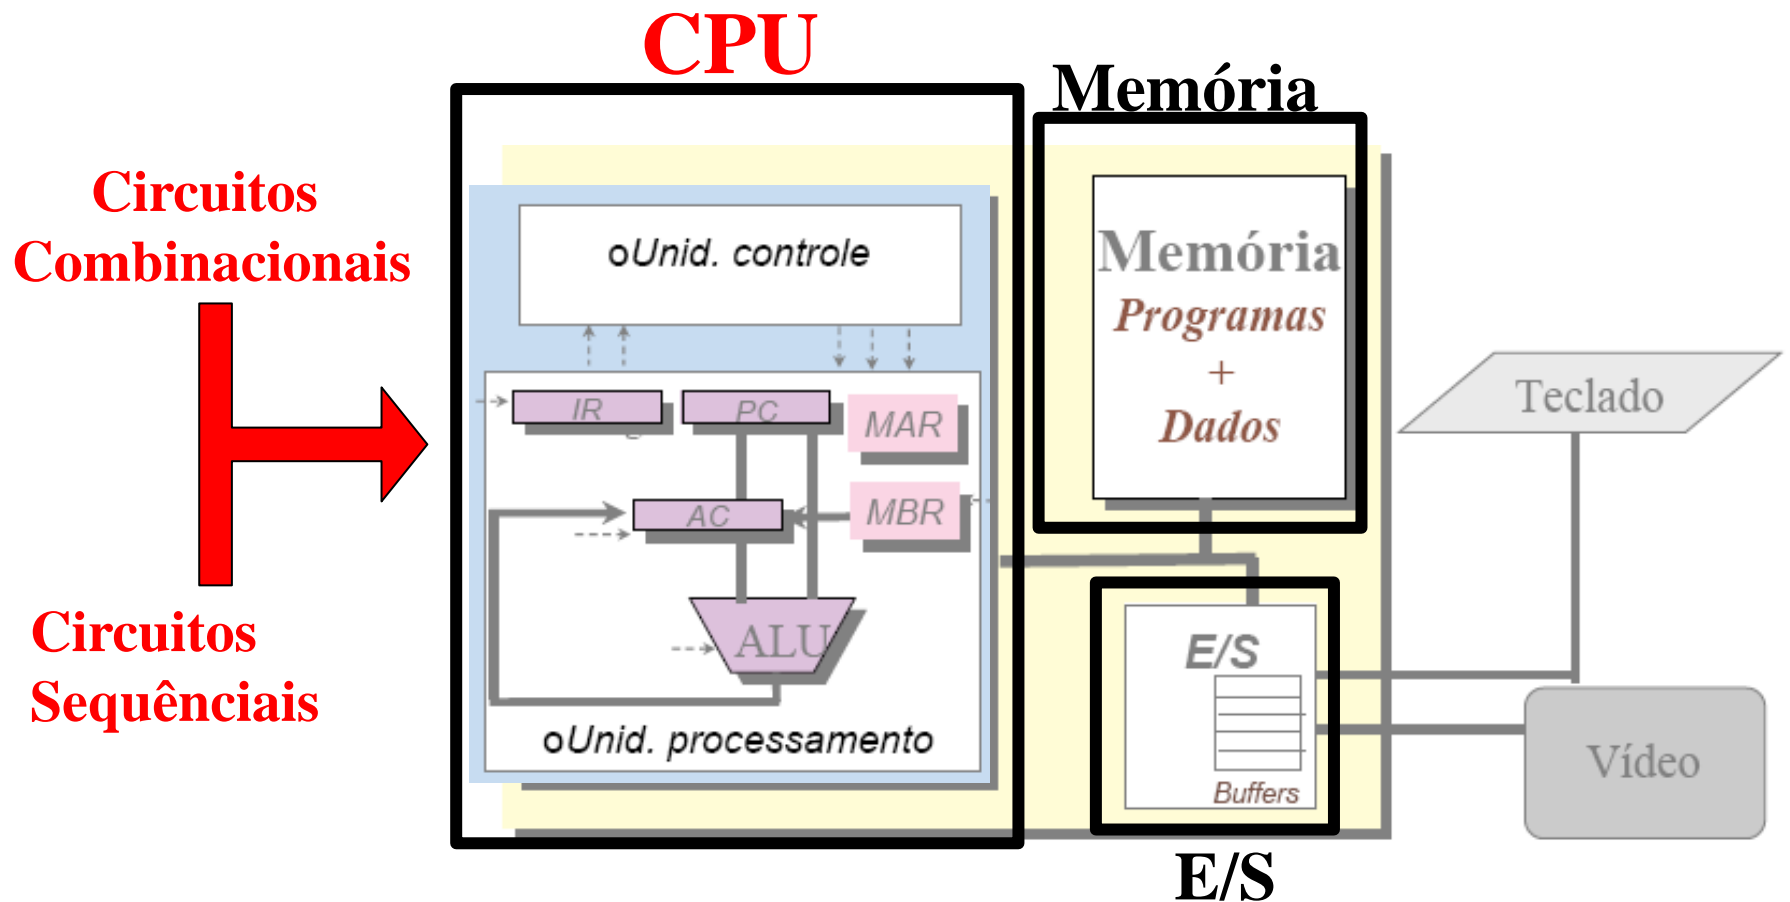 CPU
Memória
Circuitos
Combinacionais
Circuitos
Sequênciais
oUnid. controle
IR
PC
MAR
AC
MBR
ALU
oUnid. processamento
Memória
Programas
+
Dados
E/S
Buffers
E/S
Teclado
Vídeo